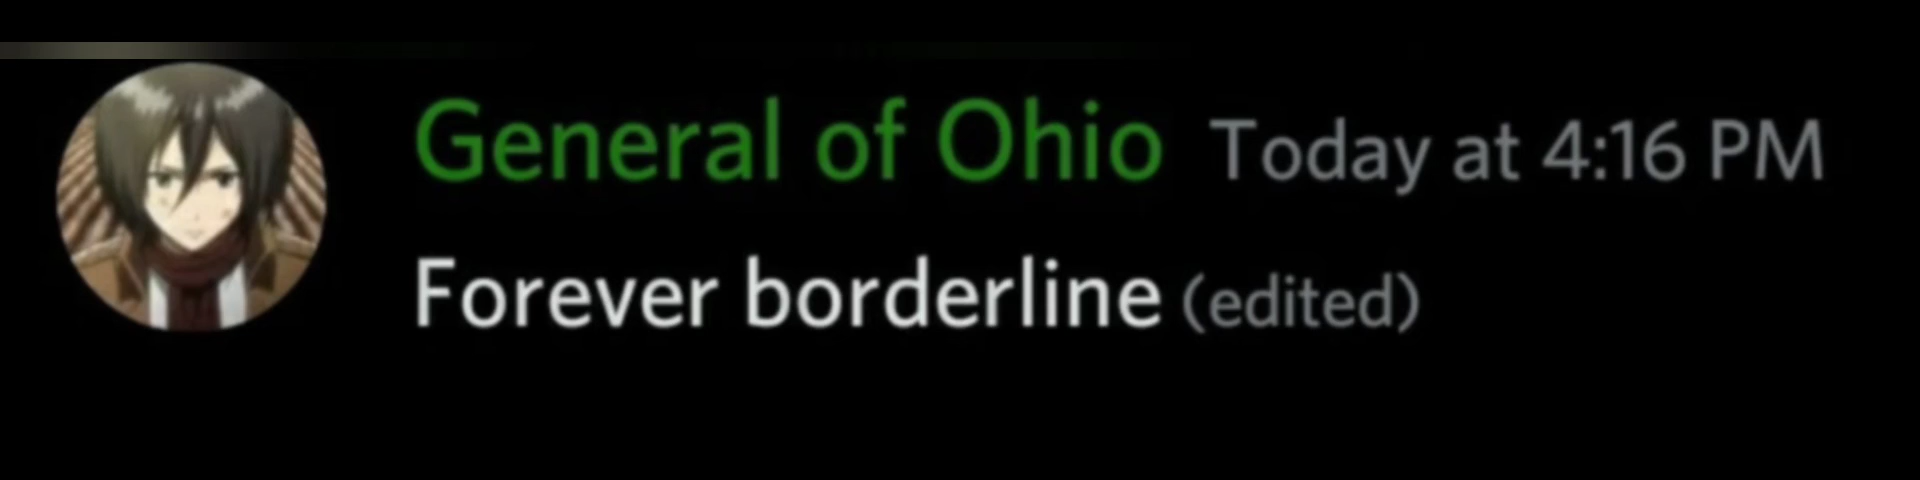 General of Ohio Today at 4:16 PM
Forever borderline (edited)